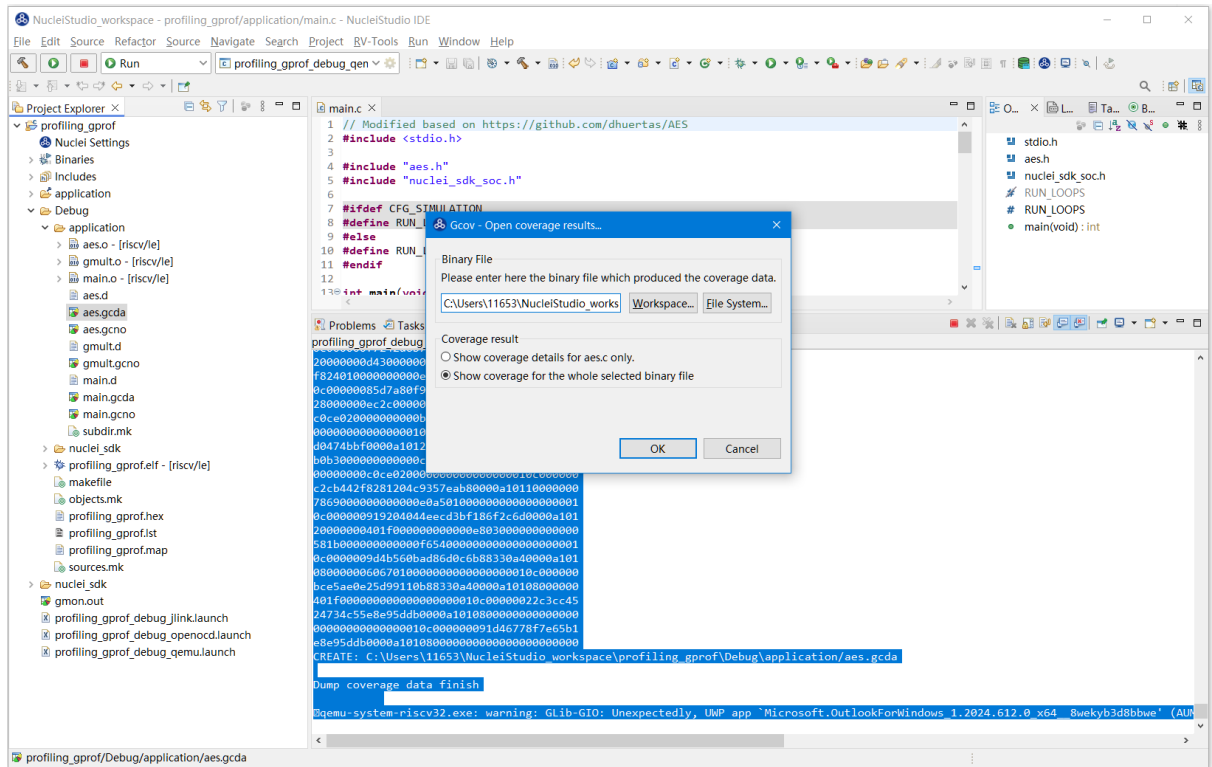 NucleiStudio_workspace - profiling_gprof/application/main.c - NucleiStudio IDE
File Edit Source Refactor Source Navigate Search Project RV-Tools Run Window Help
Run
profiling_gprof_debug_qen
Project Explorer
profiling_gprof
Nuclei Settings
Binaries
Includes
application
Debug
application
aes.o - [riscv/le]
gmult.o - [riscv/le]
main.o - [riscv/le]
aes.d
aes.gcda
aes.gcno
gmult.d
gmult.gcno
main.d
main.gcda
main.gcno
subdir.mk
nuclei_sdk
profiling_gprof.elf - [riscv/le]
makefile
objects.mk
profiling_gprof.hex
profiling_gprof.lst
profiling_gprof.map
sources.mk
nuclei_sdk
gmon.out
profiling_gprof_debug_jlink.launch
profiling_gprof_debug_openocd.launch
profiling_gprof_debug_qemu.launch
main.c
1 // Modified based on https://github.com/dhuertas/AES
2 #include <stdio.h>
3
4 #include "aes.h"
5 #include "nuclei_sdk_soc.h"
6
7 #ifdef CFG_SIMULATION
8 #define RUN_L
9 #else
10 #define RUN_L
11 #endif
12
13 int main(void
O... L... Ta... B...
stdio.h
aes.h
nuclei_sdk_soc.h
RUN_LOOPS
RUN_LOOPS
main(void) : int
Gcov - Open coverage results...
Binary File
Please enter here the binary file which produced the coverage data.
C:\Users\11653\NucleiStudio_works Workspace... File System...
Coverage result
Show coverage details for aes.c only.
Show coverage for the whole selected binary file
OK Cancel
Problems Tasks
profiling_gprof_debug
20000000d43000000
f824010000000000e
0c00000085d7a80f9
28000000ec2c00000
c0ce020000000000b
00000000000000010
d0474bbf0000a1012
b0b3000000000000c
00000000c0ce02000000000000000000010c000000
c2cb442f8281204c9357eab80000a10110000000
7869000000000000e0a501000000000000000001
0c000000919204044eecd3bf186f2c6d0000a101
20000000401f000000000000e803000000000000
581b000000000000f65400000000000000000001
0c0000009d4b560bad86d0c6b88330a40000a101
080000006067010000000000000000010c000000
bce5ae0e25d99110b88330a40000a10108000000
401f000000000000000000010c00000022c3cc45
24734c55e8e95ddb0000a1010800000000000000
00000000000000010c000000091d46778f7e65b1
e8e95ddb0000a101080000000000000000000000
CREATE: C:\Users\11653\NucleiStudio_workspace\profiling_gprof\Debug\application/aes.gcda
Dump coverage data finish
qemu-system-riscv32.exe: warning: GLib-GIO: Unexpectedly, UWP app `Microsoft.OutlookForWindows_1.2024.612.0_x64__8wekyb3d8bbwe' (AUM
profiling_gprof/Debug/application/aes.gcda